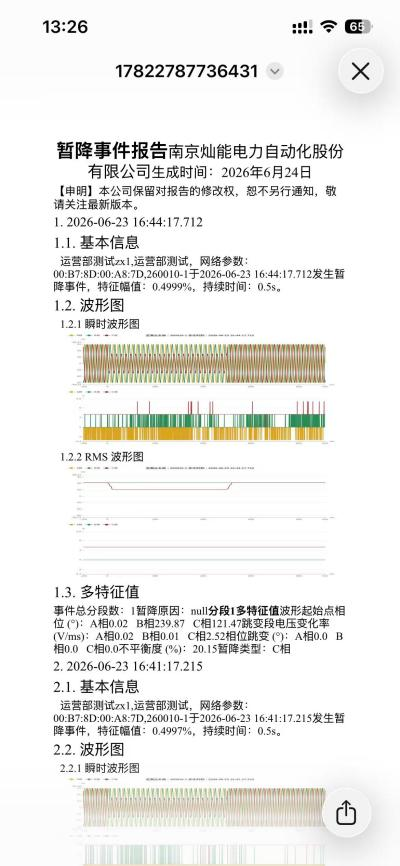 13:26
65
17822787736431
暂降事件报告南京灿能电力自动化股份
有限公司生成时间：2026年6月24日
【申明】本公司保留对报告的修改权，恕不另行通知，敬
请关注最新版本。
1. 2026-06-23 16:44:17.712
1.1. 基本信息
运营部测试zx1,运营部测试，网络参数：
00:B7:8D:00:A8:7D,260010-1于2026-06-23 16:44:17.712发生暂
降事件，特征幅值：0.4999%，持续时间：0.5s。
1.2. 波形图
1.2.1 瞬时波形图
1.2.2 RMS 波形图
1.3. 多特征值
事件总分段数：1暂降原因：null分段1多特征值波形起始点相
位 (°)：A相0.02 B相239.87 C相121.47跳变段电压变化率
(V/ms)：A相0.02 B相0.01 C相2.52相位跳变 (°)：A相0.0 B
相0.0 C相0.0不平衡度 (%)：20.15暂降类型：C相
2. 2026-06-23 16:41:17.215
2.1. 基本信息
运营部测试zx1,运营部测试，网络参数：
00:B7:8D:00:A8:7D,260010-1于2026-06-23 16:41:17.215发生暂
降事件，特征幅值：0.4997%，持续时间：0.5s。
2.2. 波形图
2.2.1 瞬时波形图